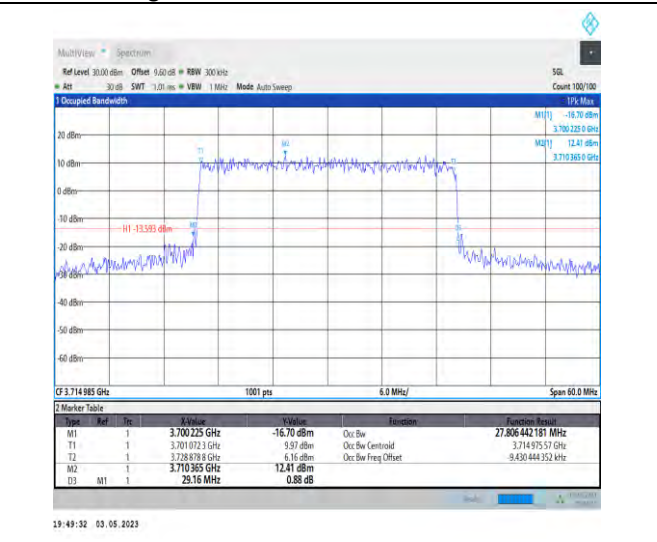 MultiView Spectrum
Ref Level 30.00 dBm Offset 9.60 dB RBW 300 kHz SGL
Att 30 dB SWT 1.01 ms VBW 1 MHz Mode Auto Sweep Count 100/100
1 Occupied Bandwidth 1Pk Max
M1[1] -16.70 dBm
3.700 225 0 GHz
M2[1] 12.41 dBm
3.710 365 0 GHz
20 dBm
M2
T1
10 dBm
T2
0 dBm
-10 dBm
H1 -13.593 dBm
M1
D3
-20 dBm
-30 dBm
-40 dBm
-50 dBm
-60 dBm
CF 3.714 985 GHz 1001 pts 6.0 MHz/ Span 60.0 MHz
2 Marker Table
Type Ref Trc X-Value Y-Value Function Function Result
M1 1 3.700 225 GHz -16.70 dBm Occ Bw 27.806 442 181 MHz
T1 1 3.701 072 3 GHz 9.97 dBm Occ Bw Centroid 3.714 975 57 GHz
T2 1 3.728 878 8 GHz 6.16 dBm Occ Bw Freq Offset -9.430 444 352 kHz
M2 1 3.710 365 GHz 12.41 dBm
D3 M1 1 29.16 MHz 0.88 dB
Ready
19:49:32 03.05.2023